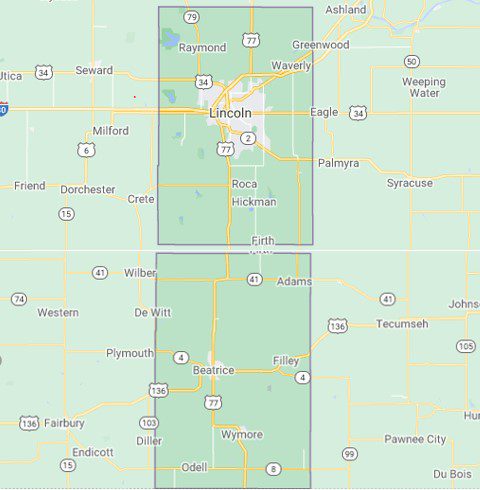 Ashland
79
77
Raymond
Greenwood
Waverly
50
Utica
34
Seward
34
Weeping
Water
Lincoln
Eagle
34
Milford
2
6
77
Palmyra
Friend
Dorchester
Roca
Syracuse
Crete
Hickman
15
Firth
41
Wilber
41
Adams
74
41
Western
De Witt
136
Tecumseh
Johnso
105
Plymouth
4
Filley
Beatrice
4
136
77
136
Fairbury
103
Hu
Diller
Wymore
Pawnee City
Endicott
99
15
Odell
8
Du Bois